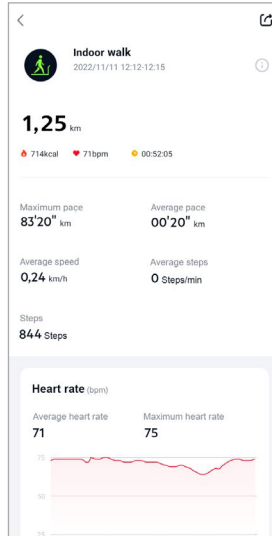 Indoor walk
2022/11/11 12:12-12:15
1,25 km
714kcal 71bpm 00:52:05
Maximum pace Average pace
83'20" km 00'20" km
Average speed Average steps
0,24 km/h 0 Steps/min
Steps
844 Steps
Heart rate (bpm)
Average heart rate Maximum heart rate
71 75
75
50
25